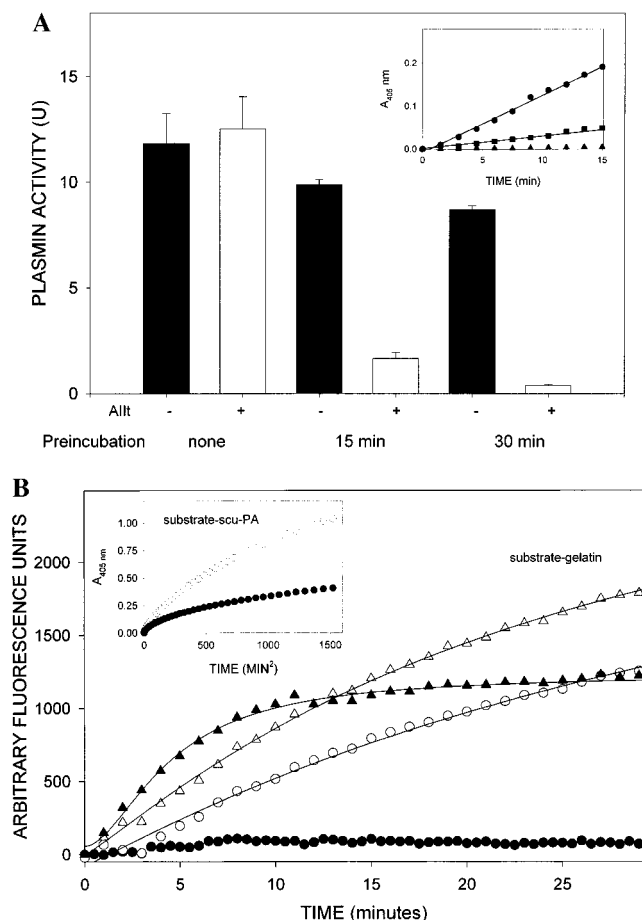 A
PLASMIN ACTIVITY (U)
15
10
5
0
A405 nm
0.2
0.1
0.0
0 5 10 15
TIME (min)
AIIt - + - + - +
Preincubation none 15 min 30 min
B
ARBITRARY FLUORESCENCE UNITS
2000
1500
1000
500
0
substrate-scu-PA
A405 nm
1.00
0.75
0.50
0.25
0.00
0 500 1000 1500
TIME (MIN²)
substrate-gelatin
0 5 10 15 20 25
TIME (minutes)